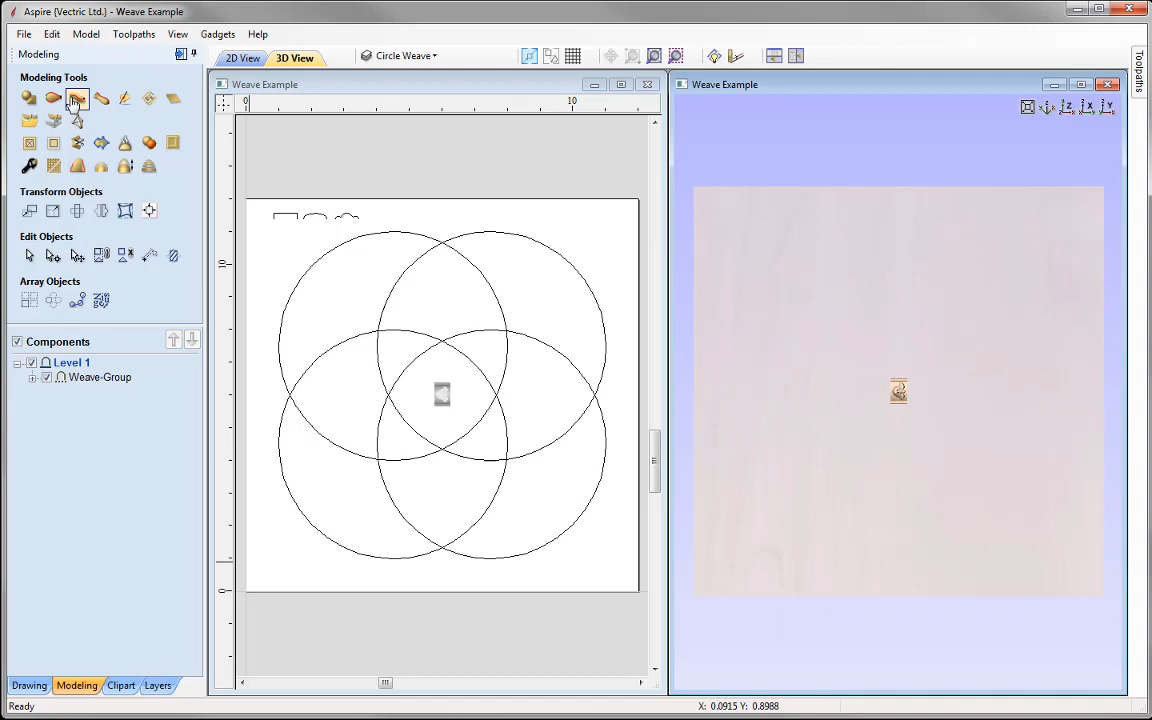 Aspire {Vectric Ltd.} - Weave Example
File Edit Model Toolpaths View Gadgets Help
Modeling
2D View 3D View Circle Weave
Modeling Tools
Transform Objects
Edit Objects
Array Objects
Components
Level 1
Weave-Group
Weave Example
0 10
10
0
Weave Example
Z X Y
Toolpaths
Drawing Modeling Clipart Layers
Ready X: 0.0915 Y: 0.8988